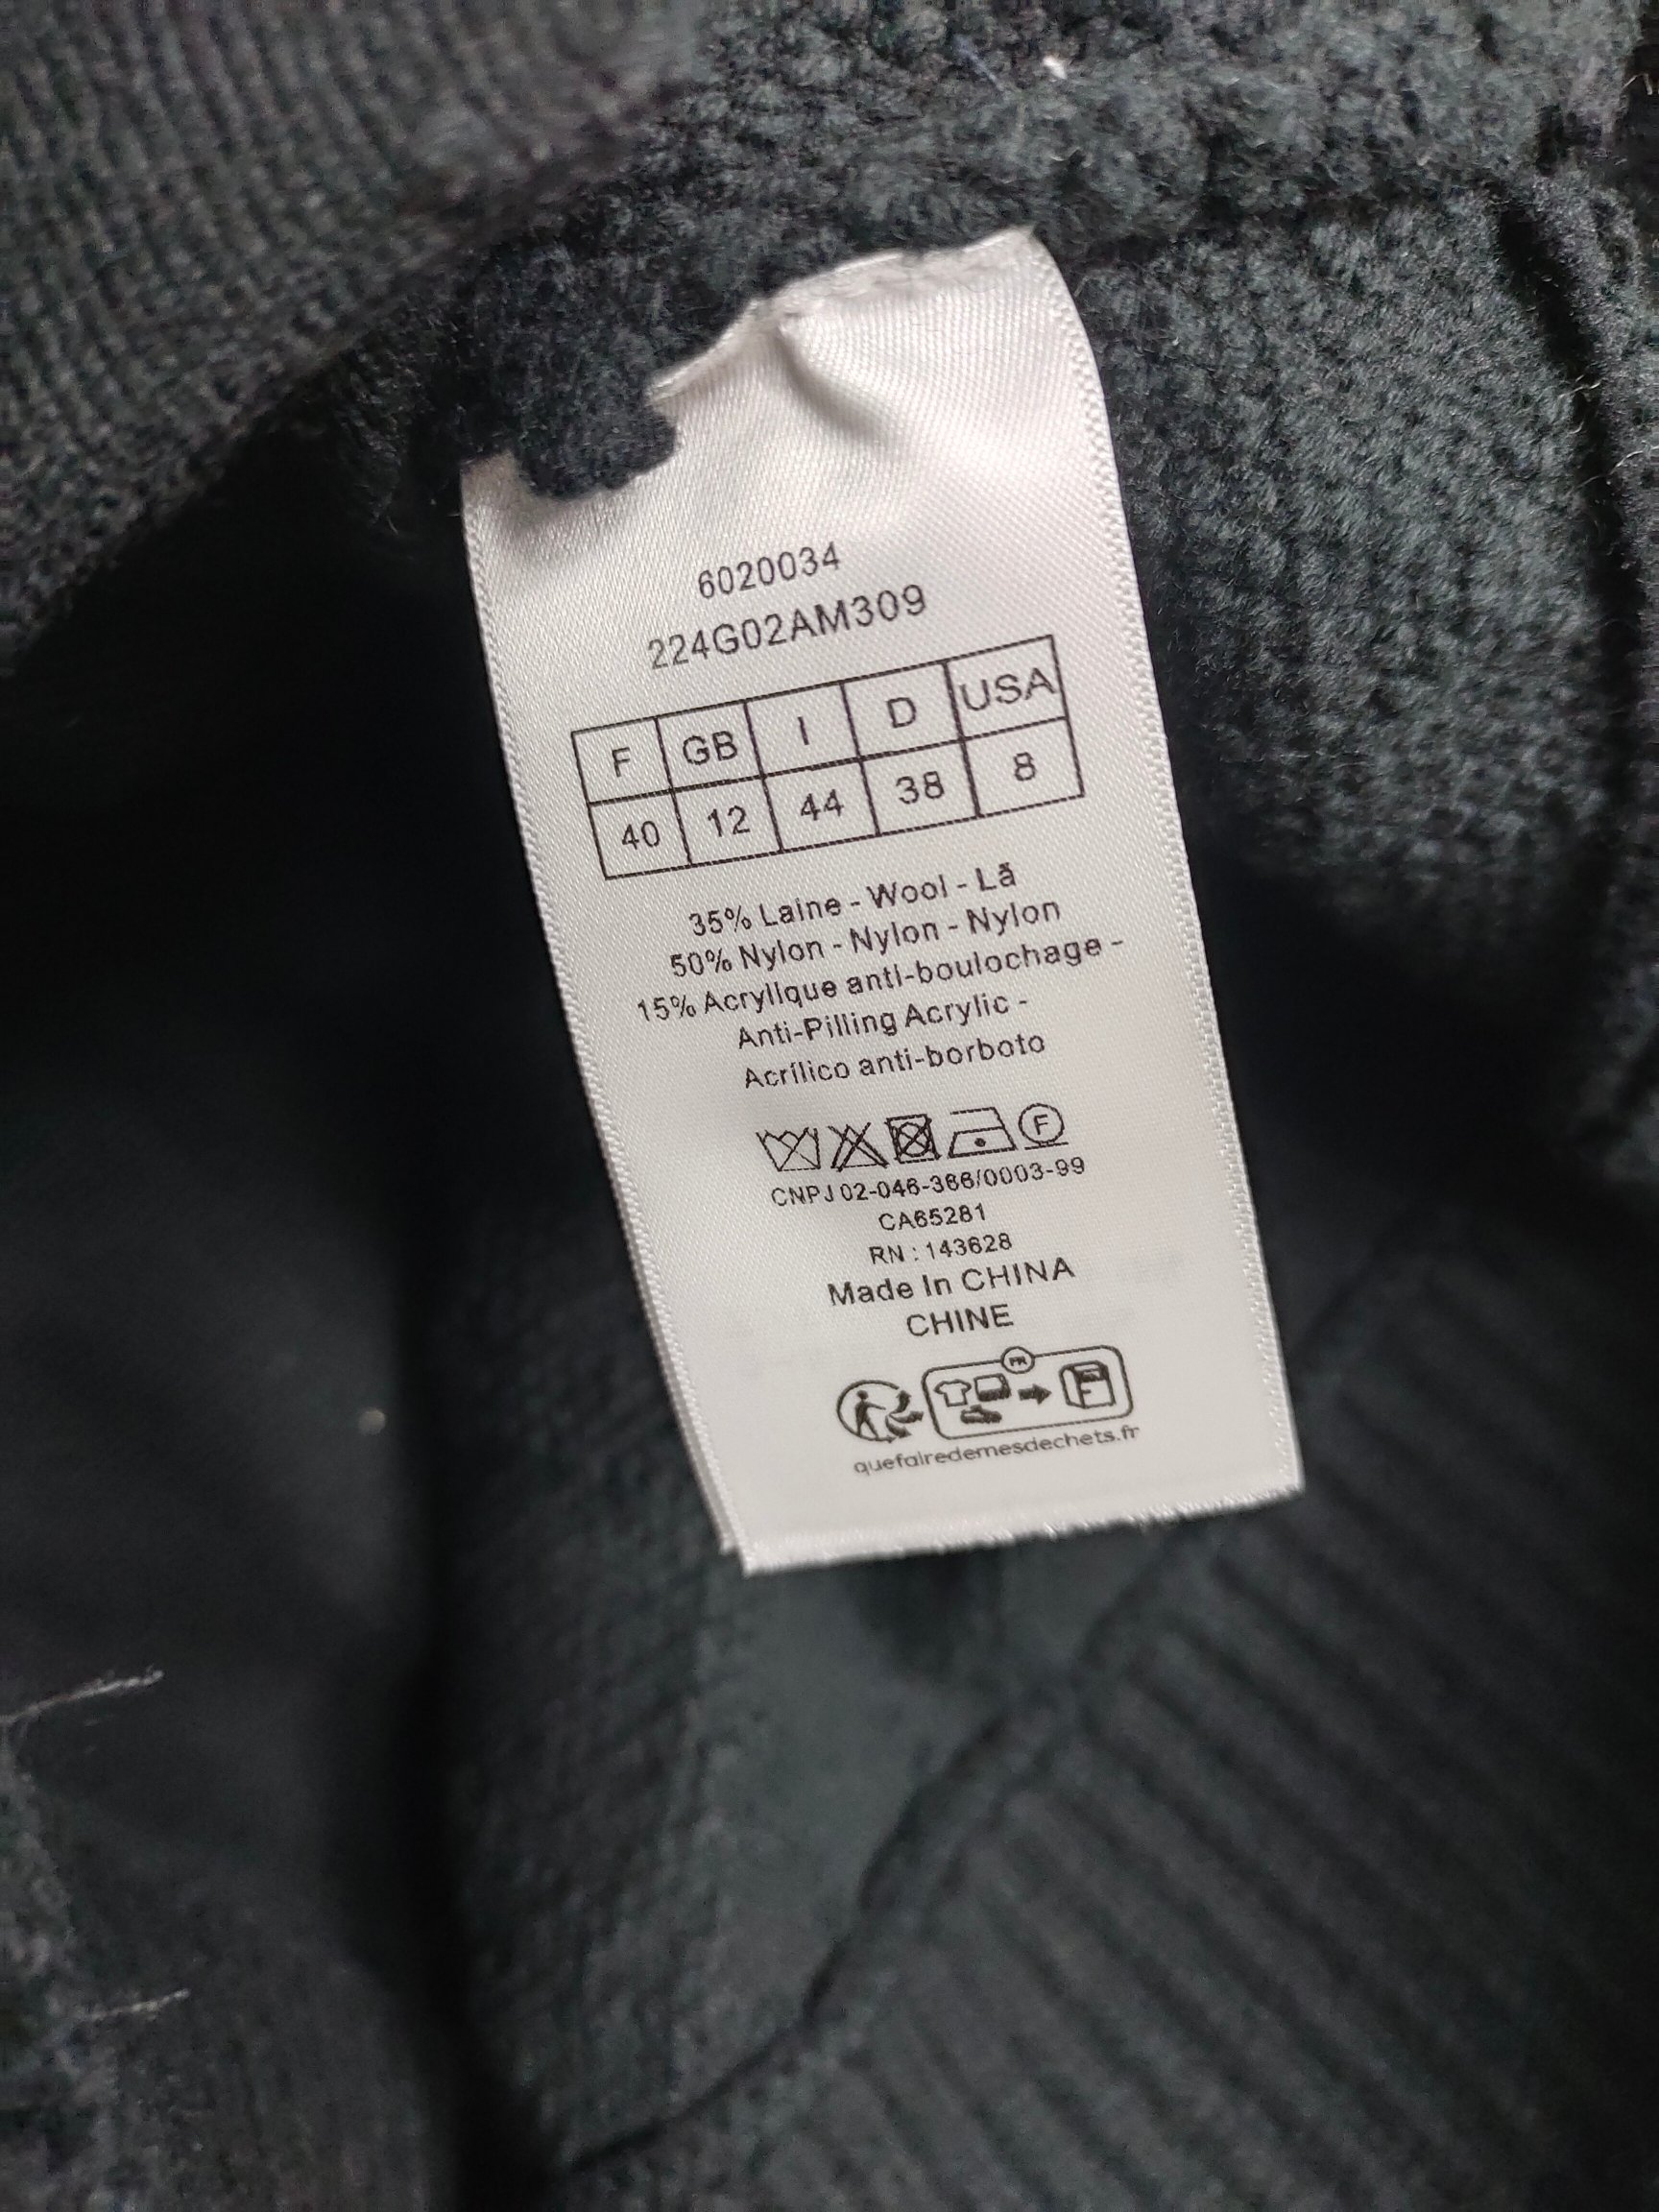 6020034
224G02AM309
F GB I D USA
40 12 44 38 8
35% Laine - Wool - Lã
50% Nylon - Nylon - Nylon
15% Acrylique anti-boulochage -
Anti-Pilling Acrylic -
Acrílico anti-borboto
F
CNPJ 02-046-366/0003-99
CA65281
RN : 143628
Made In CHINA
CHINE
FR
quefairedemesdechets.fr